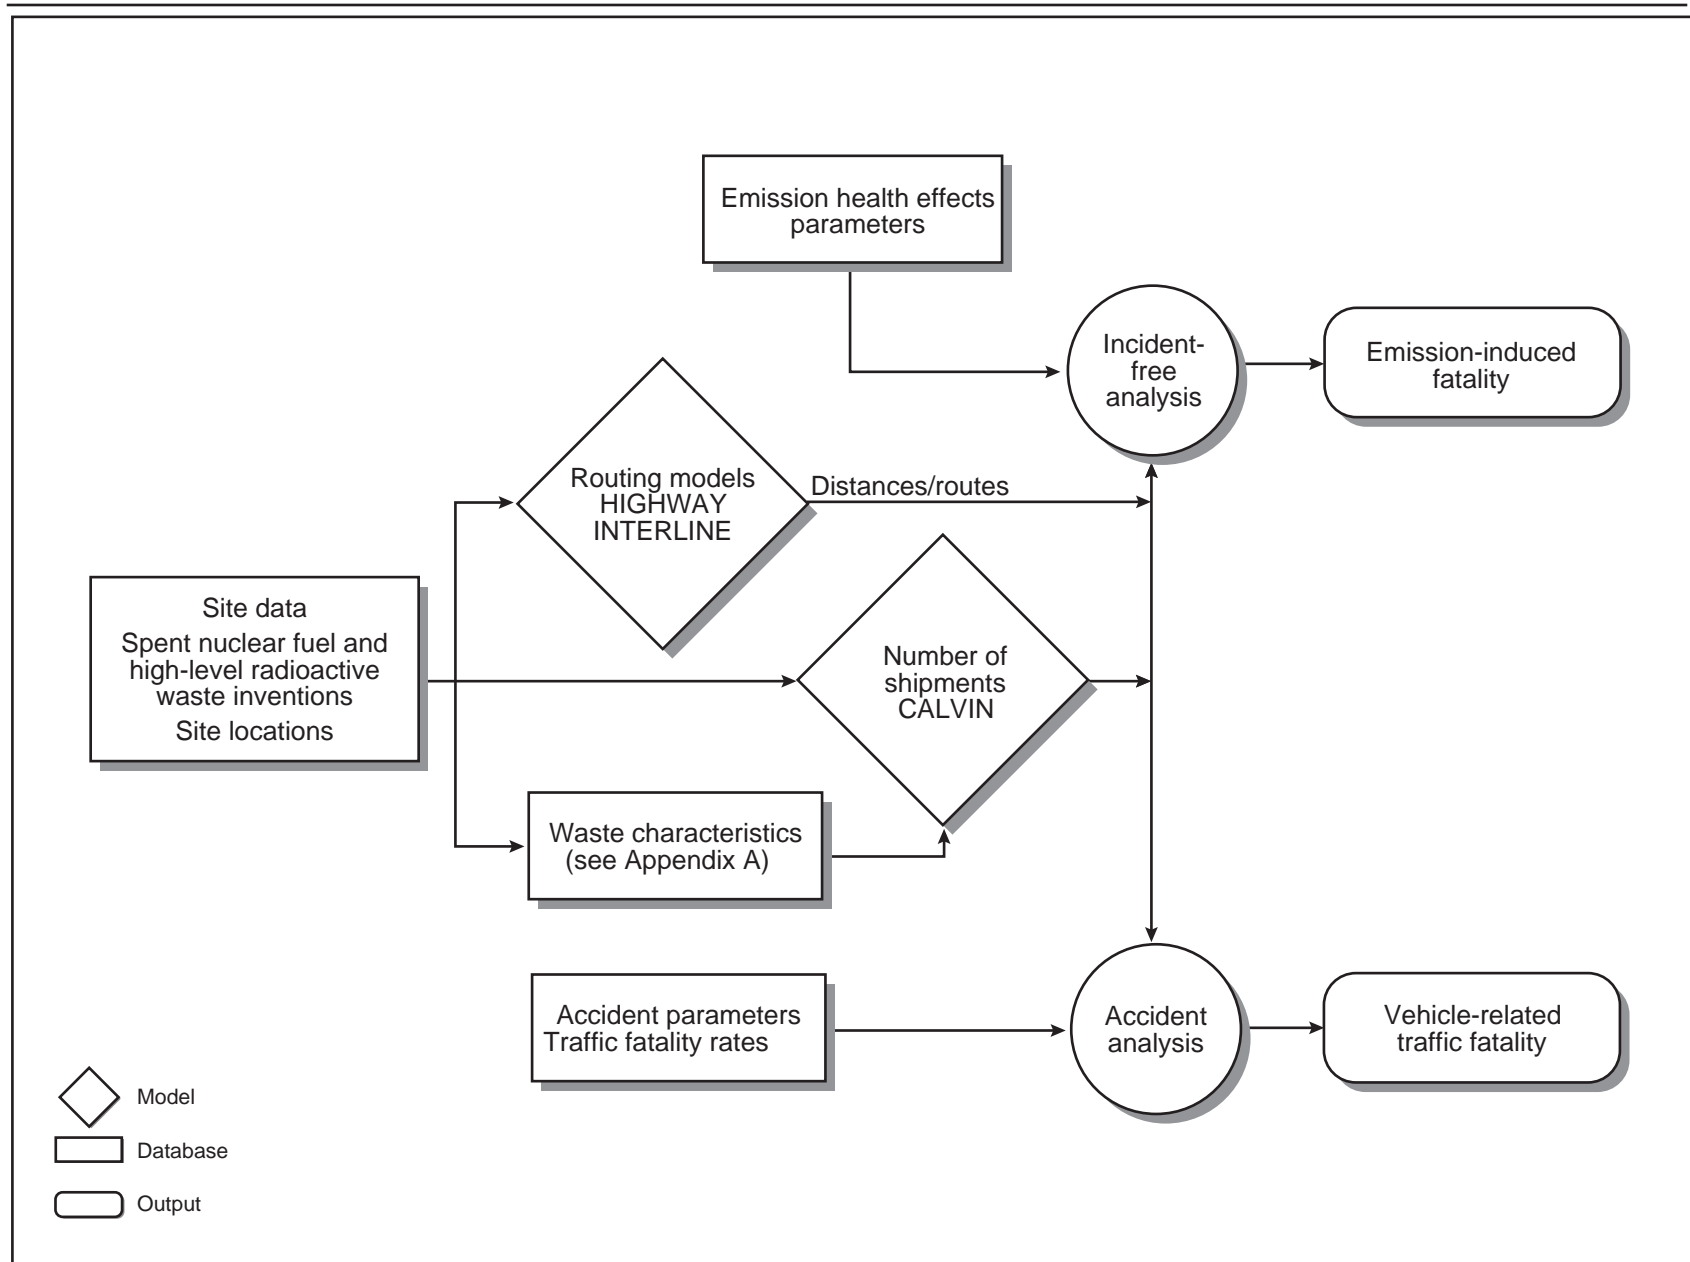 Emission health effects
parameters
Incident-
free
analysis
Emission-induced
fatality
Routing models
HIGHWAY
INTERLINE
Distances/routes
Site data
Spent nuclear fuel and
high-level radioactive
waste inventions
Site locations
Number of
shipments
CALVIN
Waste characteristics
(see Appendix A)
Accident parameters
Traffic fatality rates
Accident
analysis
Vehicle-related
traffic fatality
Model
Database
Output